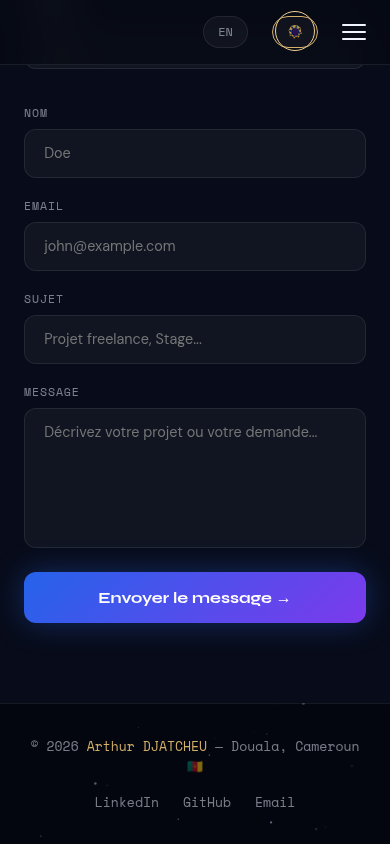 EN
NOM
Doe
EMAIL
john@example.com
SUJET
Projet freelance, Stage...
MESSAGE
Décrivez votre projet ou votre demande...
Envoyer le message →
© 2026 Arthur DJATCHEU — Douala, Cameroun
🇨🇲
LinkedIn GitHub Email